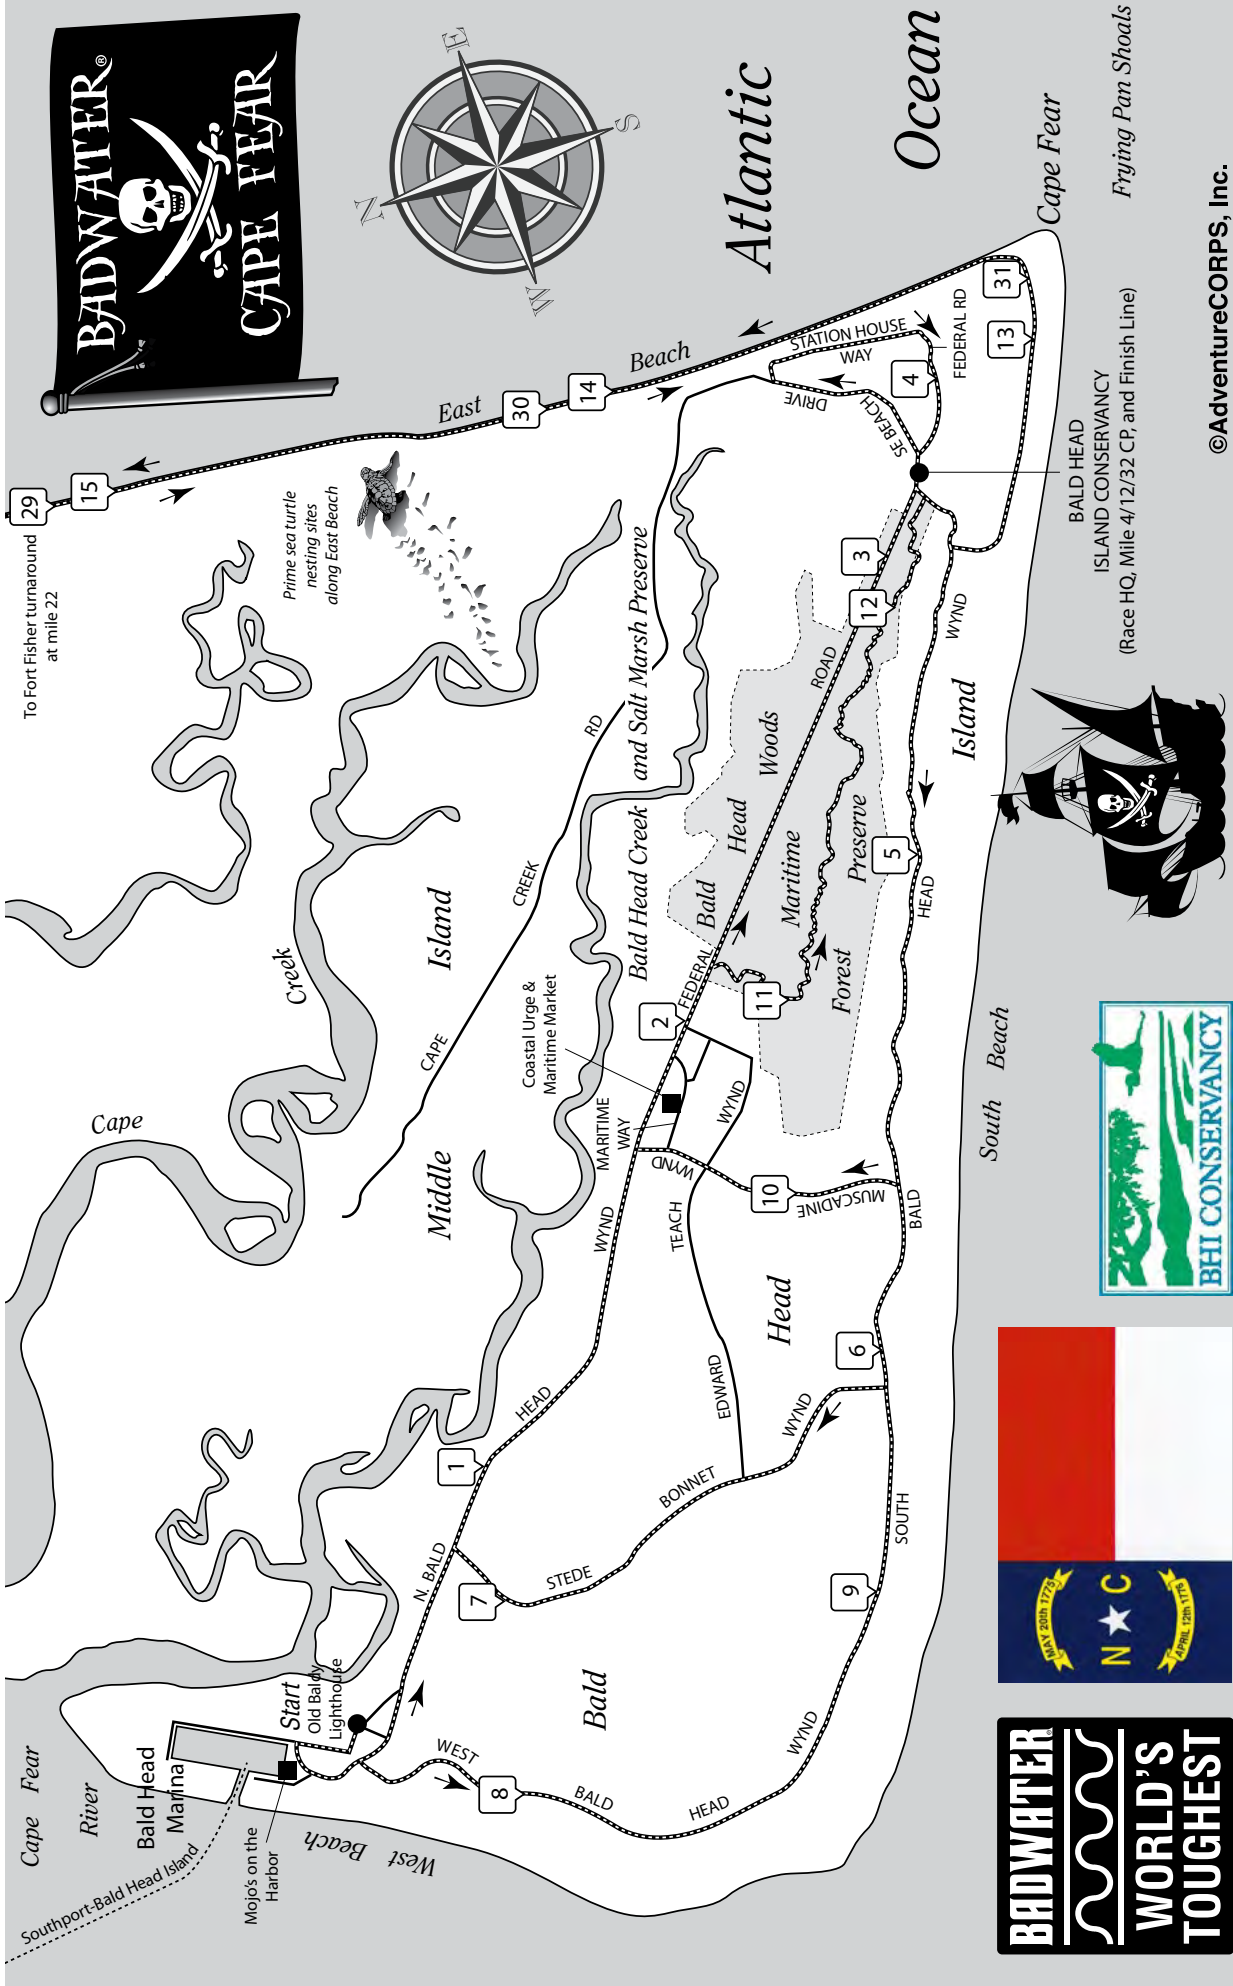 BADWATER®
CAPE FEAR
N
E
S
W
Atlantic
Ocean
Cape Fear
Frying Pan Shoals
©AdventureCORPS, Inc.
To Fort Fisher turnaround
at mile 22
29
15
East
30
14
Beach
Prime sea turtle
nesting sites
along East Beach
STATION HOUSE
WAY
FEDERAL RD
4
SE BEACH
DRIVE
31
13
BALD HEAD
ISLAND CONSERVANCY
(Race HQ, Mile 4/12/32 CP, and Finish Line)
3
12
Cape
Creek
Middle
Island
CAPE
CREEK
RD
Bald Head Creek
and Salt Marsh Preserve
Coastal Urge &
Maritime Market
MARITIME
WAY
2
FEDERAL
ROAD
Bald
Head
Woods
Maritime
Forest
Preserve
11
WYND
WYND
10
MUSCADINE
TEACH
EDWARD
5
SOUTH
BALD
HEAD
WYND
Bald
Head
Island
South Beach
6
WYND
BONNET
STEDE
7
1
N. BALD
HEAD
WYND
Start
Old Baldy
Lighthouse
Bald Head
Marina
Cape Fear
River
Southport-Bald Head Island
Mojo's on the
Harbor
West Beach
WEST
8
BALD
HEAD
WYND
9
BHI CONSERVANCY
MAY 20th 1775
N C
APRIL 12th 1776
BADWATER
WORLD'S
TOUGHEST